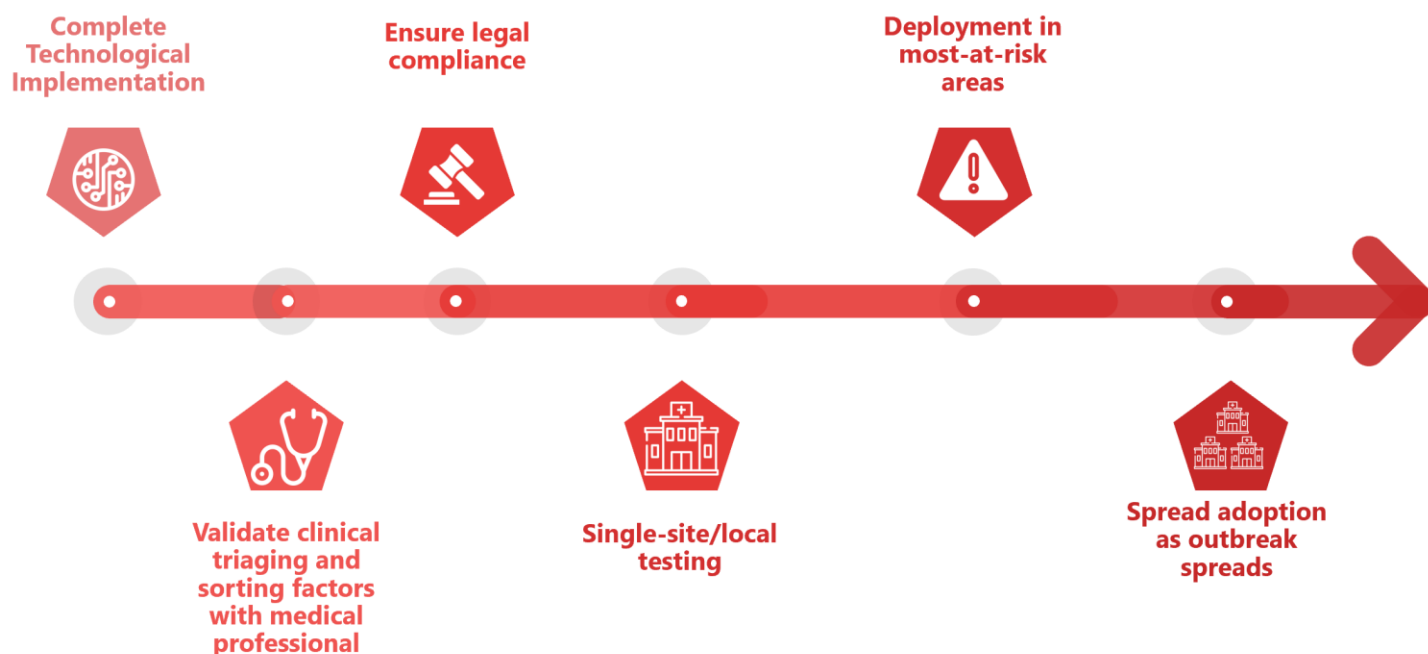 Complete
Technological
Implementation
Ensure legal
compliance
Deployment in
most-at-risk
areas
Validate clinical
triaging and
sorting factors
with medical
professional
Single-site/local
testing
Spread adoption
as outbreak
spreads